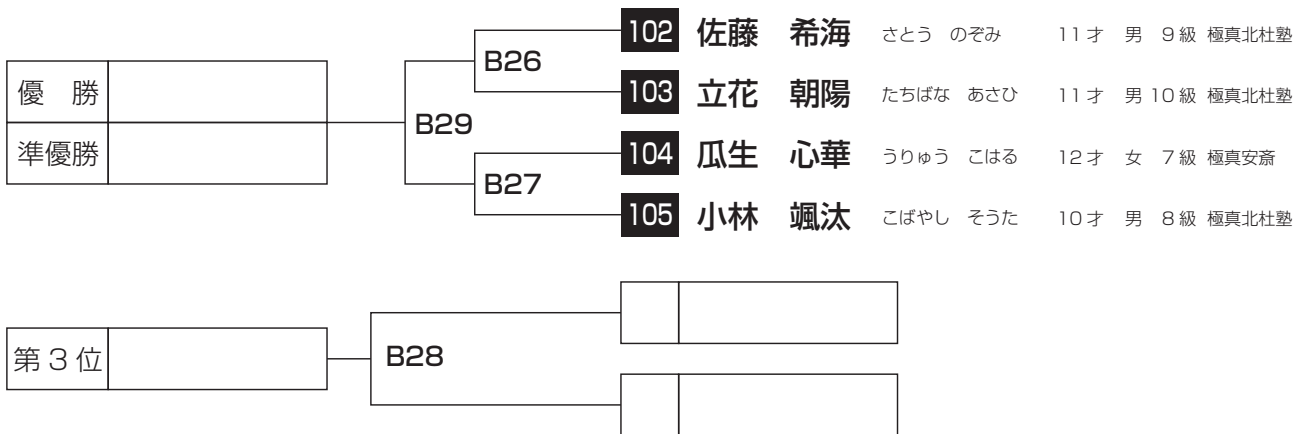 102 佐藤 希海 さとう のぞみ 11才 男 9級 極真北杜塾
B26
103 立花 朝陽 たちばな あさひ 11才 男 10級 極真北杜塾
優 勝
B29
準優勝
104 瓜生 心華 うりゅう こはる 12才 女 7級 極真安斎
B27
105 小林 颯汰 こばやし そうた 10才 男 8級 極真北杜塾
第3位
B28